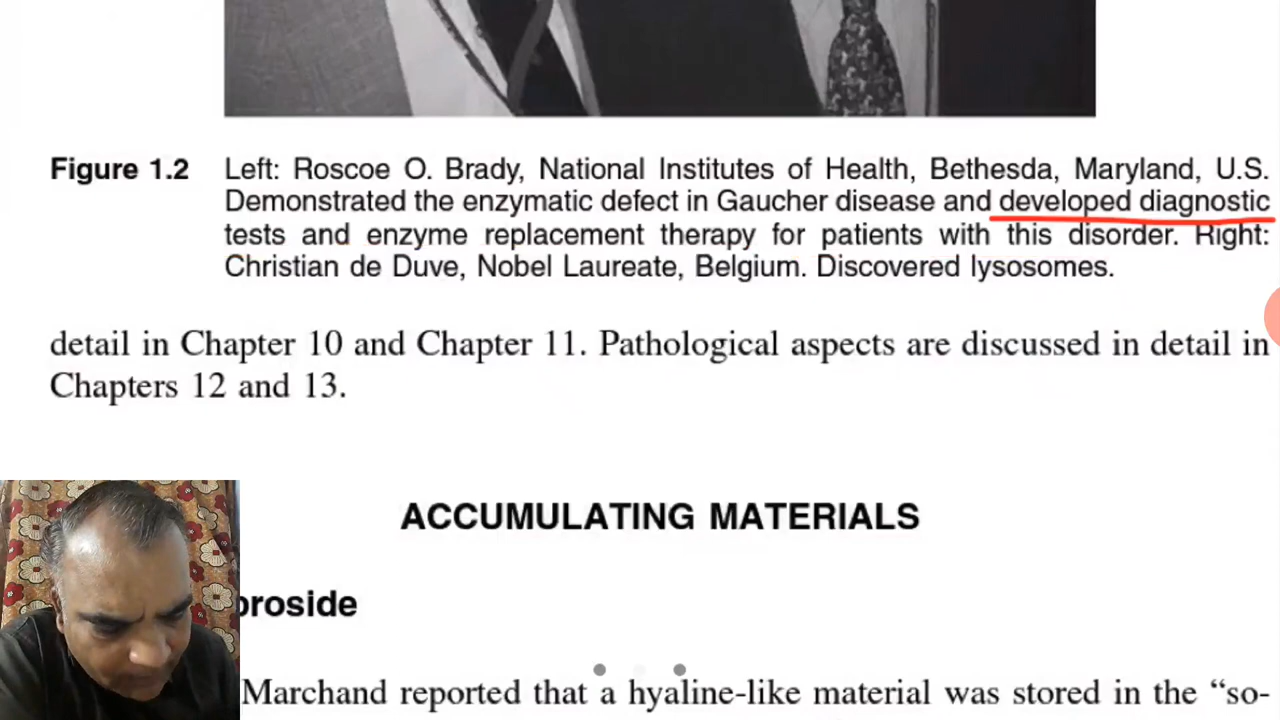 Figure 1.2 Left: Roscoe O. Brady, National Institutes of Health, Bethesda, Maryland, U.S.
Demonstrated the enzymatic defect in Gaucher disease and developed diagnostic
tests and enzyme replacement therapy for patients with this disorder. Right:
Christian de Duve, Nobel Laureate, Belgium. Discovered lysosomes.
detail in Chapter 10 and Chapter 11. Pathological aspects are discussed in detail in
Chapters 12 and 13.
ACCUMULATING MATERIALS
Marchand reported that a hyaline-like material was stored in the “so-